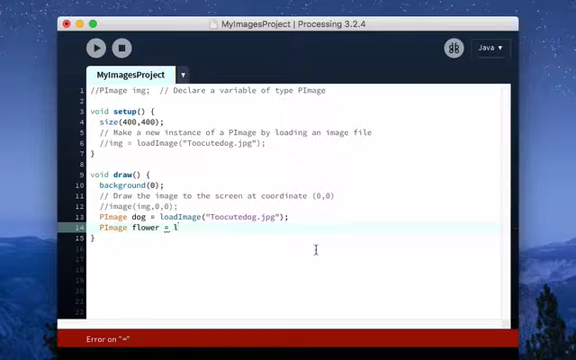 MyImagesProject | Processing 3.2.4
Java ▾
MyImagesProject ▾
1 //PImage img;  // Declare a variable of type PImage
2
3 void setup() {
4   size(400,400);
5   // Make a new instance of a PImage by loading an image file
6   //img = loadImage("Toocutedog.jpg");
7 }
8
9 void draw() {
10   background(0);
11   // Draw the image to the screen at coordinate (0,0)
12   //image(img,0,0);
13   PImage dog = loadImage("Toocutedog.jpg");
14   PImage flower = l
15 }
16
17
18
19
20
21
22
Error on "="